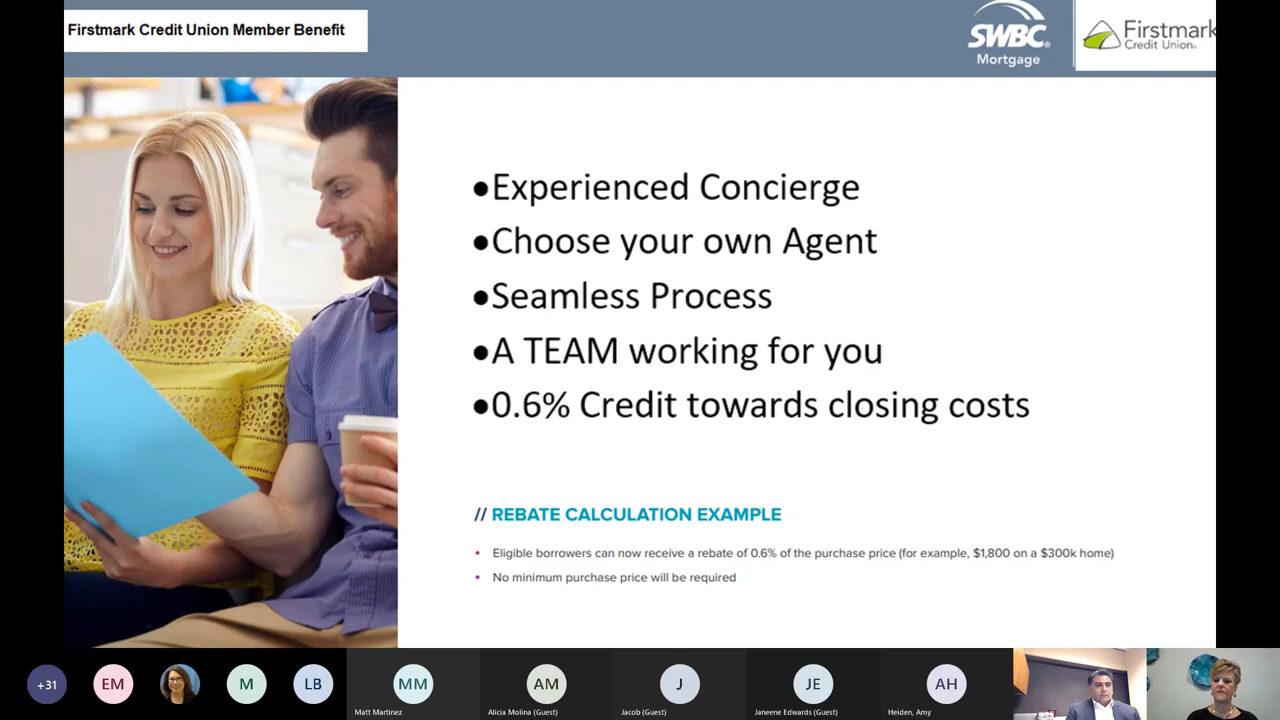 Firstmark Credit Union Member Benefit
SWBC®
Mortgage
Firstmark
Credit Union®
●Experienced Concierge
●Choose your own Agent
●Seamless Process
●A TEAM working for you
●0.6% Credit towards closing costs
// REBATE CALCULATION EXAMPLE
• Eligible borrowers can now receive a rebate of 0.6% of the purchase price (for example, $1,800 on a $300k home)
• No minimum purchase price will be required
+31
EM
M
LB
MM
AM
J
JE
AH
Matt Martinez
Alicia Molina (Guest)
Jacob (Guest)
Janeene Edwards (Guest)
Heiden, Amy